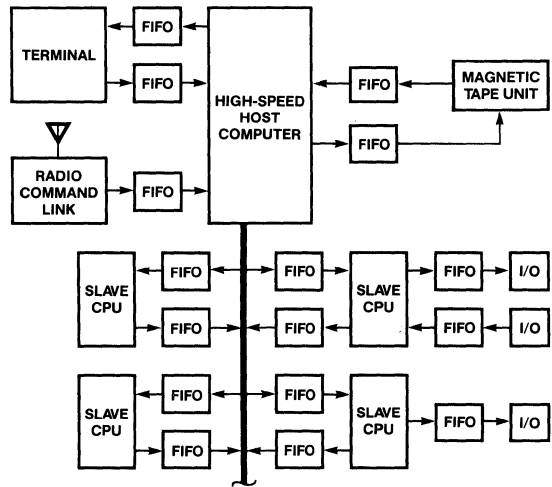 FIFO
TERMINAL
FIFO
HIGH-SPEED
HOST
COMPUTER
FIFO
MAGNETIC
TAPE UNIT
FIFO
RADIO
COMMAND
LINK
FIFO
SLAVE
CPU
FIFO
FIFO
FIFO
FIFO
SLAVE
CPU
FIFO
I/O
FIFO
I/O
SLAVE
CPU
FIFO
FIFO
FIFO
FIFO
SLAVE
CPU
FIFO
I/O